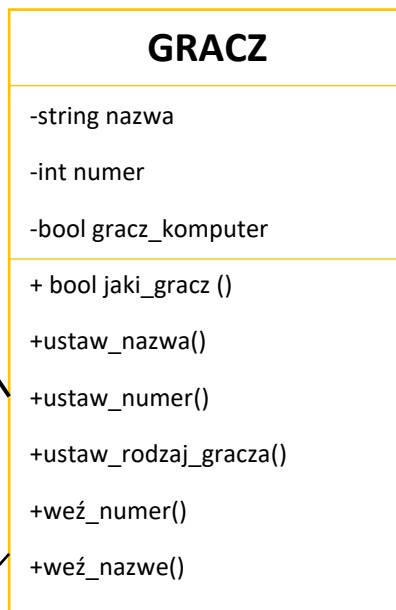 GRACZ
-string nazwa
-int numer
-bool gracz_komputer
+ bool jaki_gracz ()
+ustaw_nazwa()
+ustaw_numer()
+ustaw_rodzaj_gracza()
+weź_numer()
+weź_nazwe()